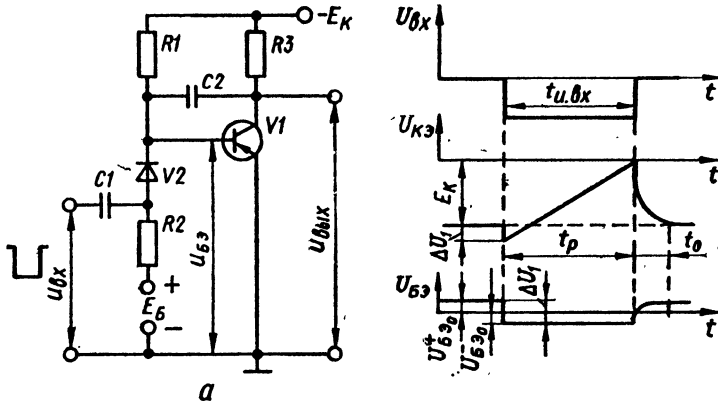 -Eк
R1
R3
C2
V1
V2
C1
R2
uвх
+
EБ
−
uБЭ
uвых
а
Uвх
t
tи.вх
UКЭ
t
Eк
ΔU1
tр
t0
UБЭ
ΔU1
t
U⁺БЭ0
U⁻БЭ0